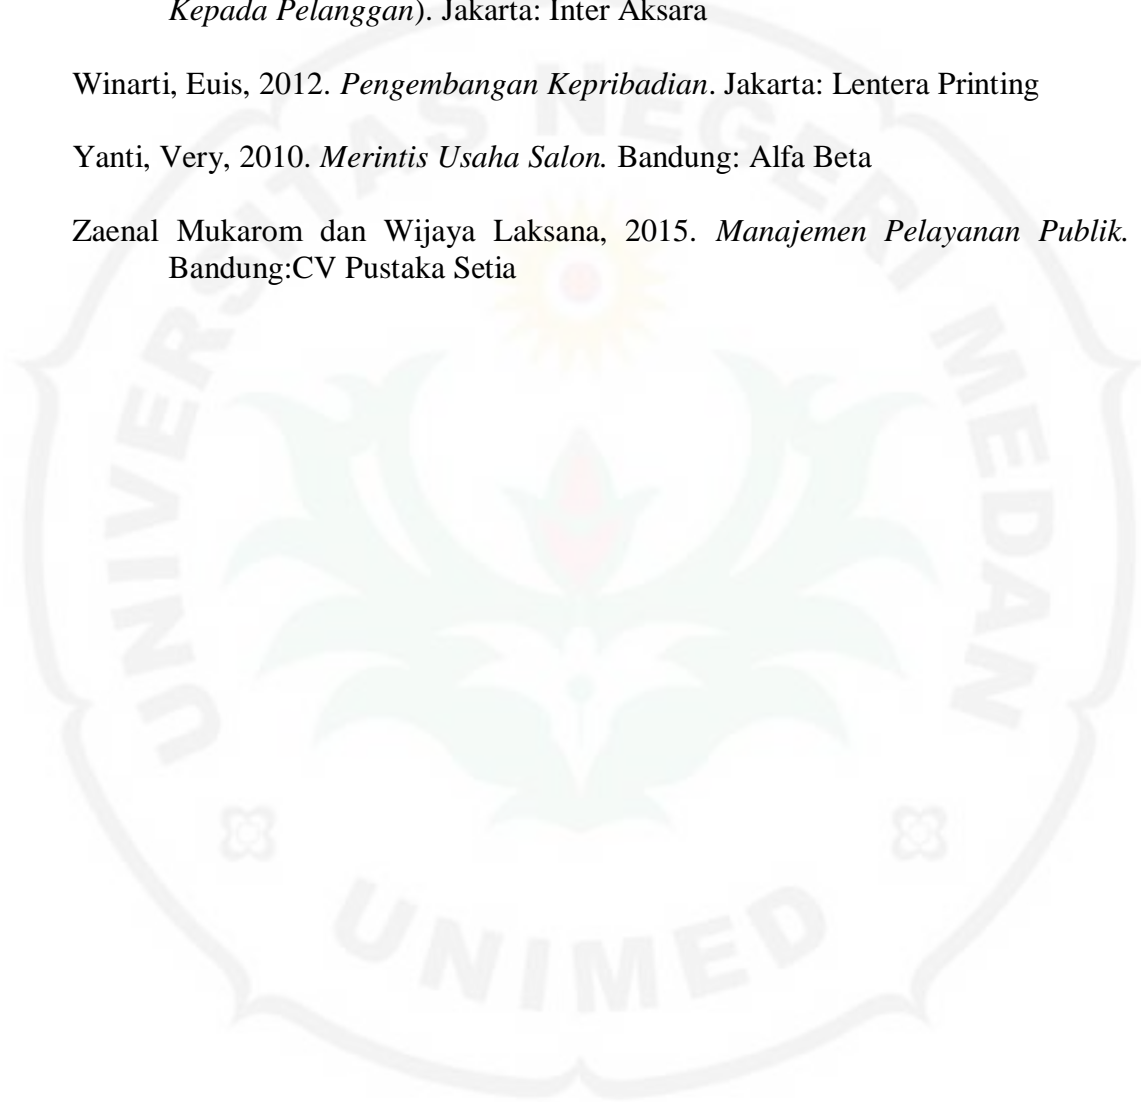 Kepada Pelanggan). Jakarta: Inter Aksara
Winarti, Euis, 2012. Pengembangan Kepribadian. Jakarta: Lentera Printing
Yanti, Very, 2010. Merintis Usaha Salon. Bandung: Alfa Beta
Zaenal Mukarom dan Wijaya Laksana, 2015. Manajemen Pelayanan Publik.
Bandung:CV Pustaka Setia
UNIVERSITAS NEGERI MEDAN
UNIMED